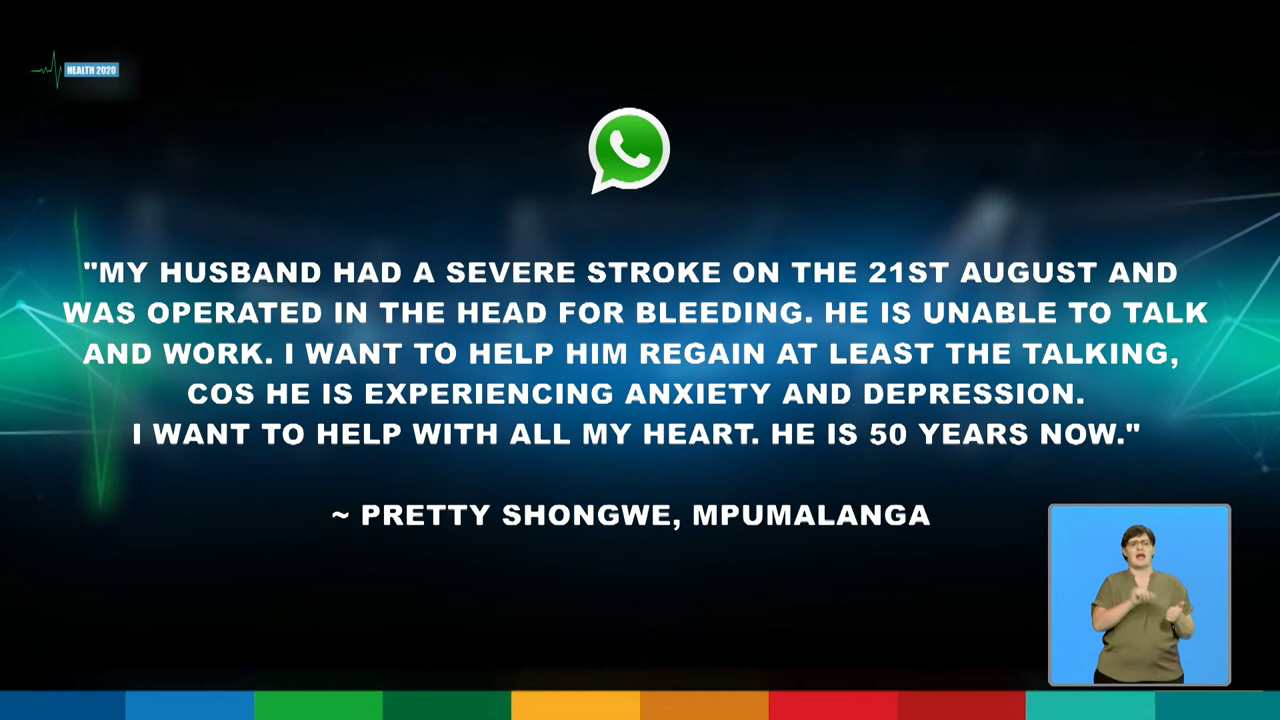 HEALTH 2020
"MY HUSBAND HAD A SEVERE STROKE ON THE 21ST AUGUST AND
WAS OPERATED IN THE HEAD FOR BLEEDING. HE IS UNABLE TO TALK
AND WORK. I WANT TO HELP HIM REGAIN AT LEAST THE TALKING,
COS HE IS EXPERIENCING ANXIETY AND DEPRESSION.
I WANT TO HELP WITH ALL MY HEART. HE IS 50 YEARS NOW."
~ PRETTY SHONGWE, MPUMALANGA